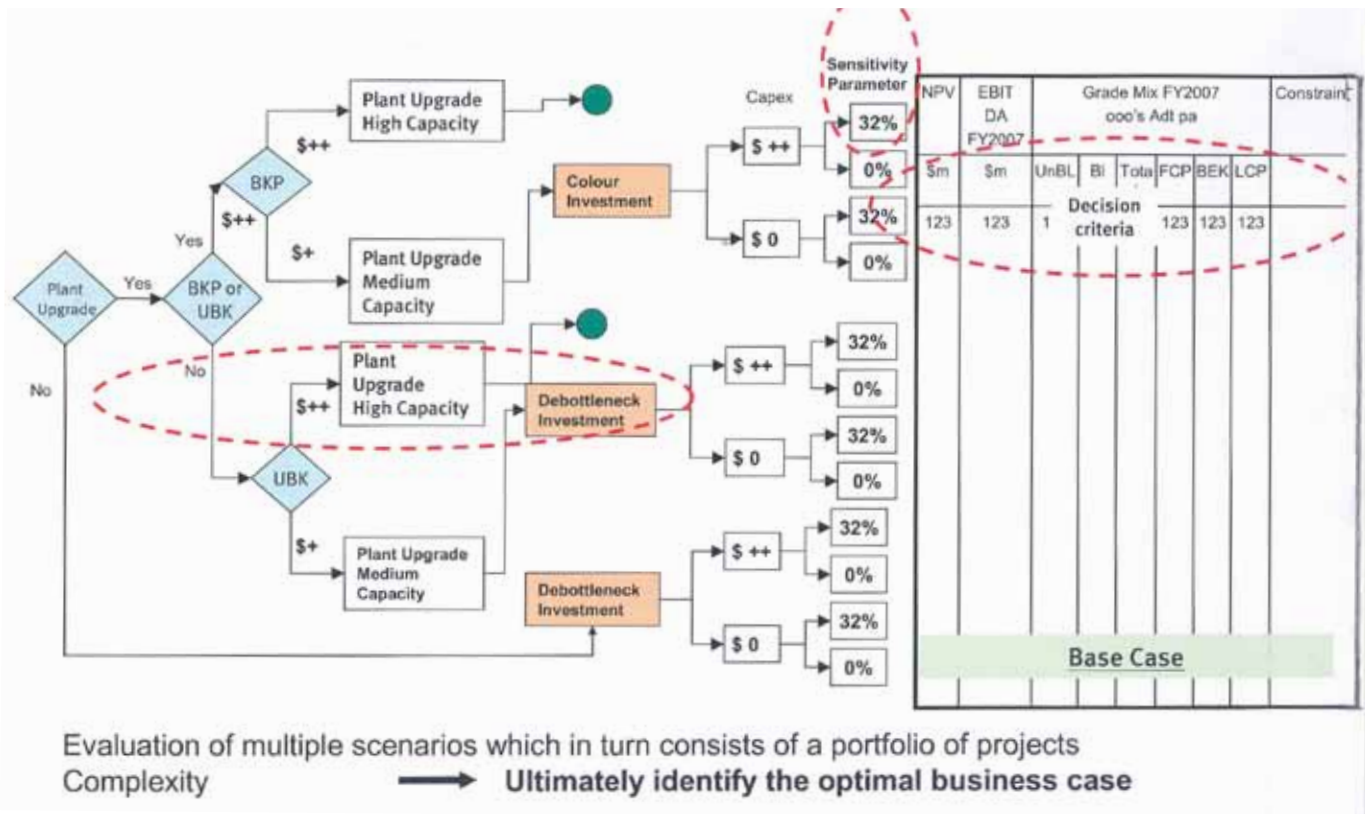 Sensitivity
Parameter
Capex
NPV
EBIT
DA
FY2007
Grade Mix FY2007
ooo's Adt pa
Constraint
Plant Upgrade
High Capacity
$++
BKP
$++
Yes
$+
Plant Upgrade
Medium
Capacity
Colour
Investment
$ ++
32%
0%
$ 0
32%
0%
$m
$m
UnBL
Bl
Tota
FCP
BEK
LCP
123
123
1
Decision
criteria
123
123
123
Plant
Upgrade
Yes
BKP or
UBK
No
No
Plant
Upgrade
High Capacity
$++
UBK
$+
Plant Upgrade
Medium
Capacity
Debottleneck
Investment
$ ++
32%
0%
$ 0
32%
0%
Debottleneck
Investment
$ ++
32%
0%
$ 0
32%
0%
Base Case
Evaluation of multiple scenarios which in turn consists of a portfolio of projects
Complexity
Ultimately identify the optimal business case